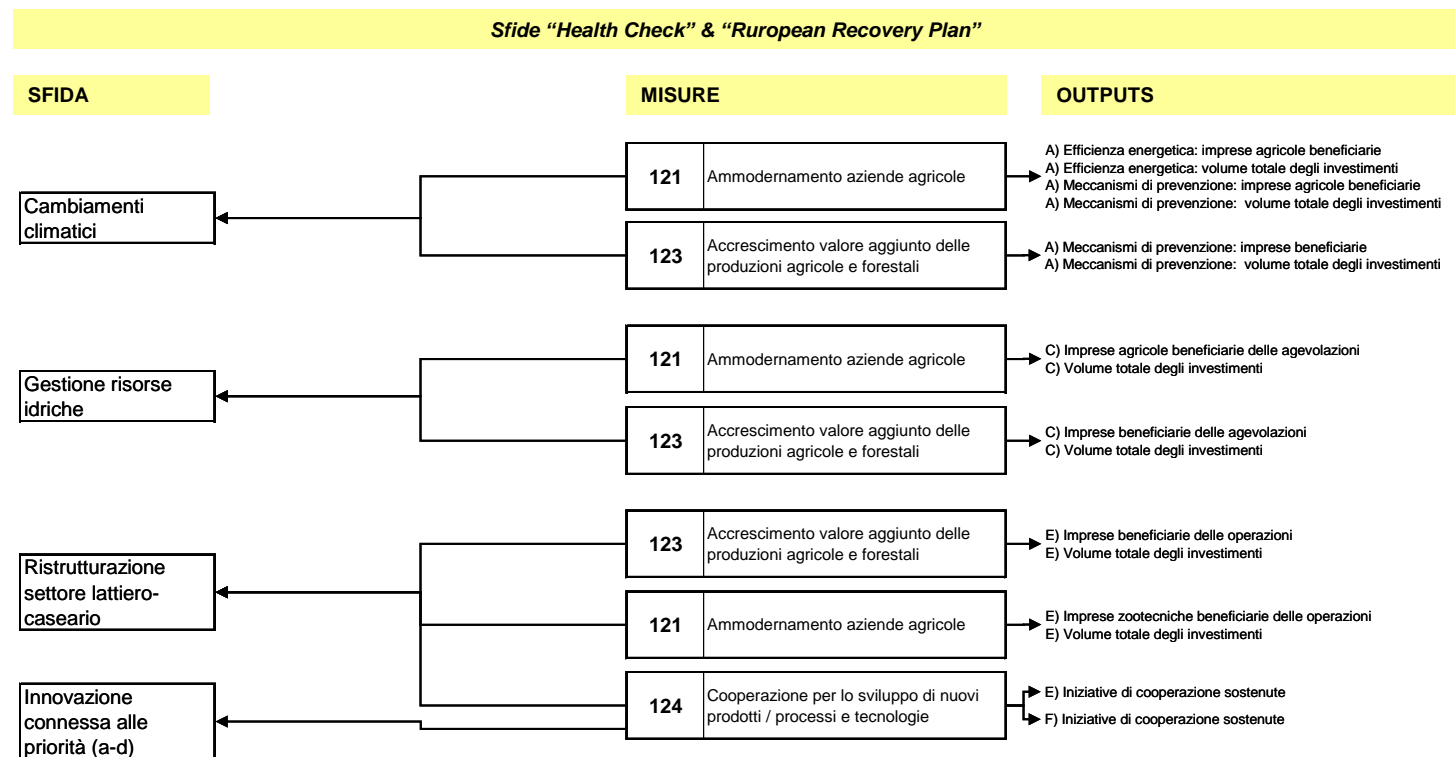 Sfide “Health Check” & “Ruropean Recovery Plan”
SFIDA
MISURE
OUTPUTS
Cambiamenti
climatici
121
Ammodernamento aziende agricole
A) Efficienza energetica: imprese agricole beneficiarie
A) Efficienza energetica: volume totale degli investimenti
A) Meccanismi di prevenzione: imprese agricole beneficiarie
A) Meccanismi di prevenzione: volume totale degli investimenti
123
Accrescimento valore aggiunto delle
produzioni agricole e forestali
A) Meccanismi di prevenzione: imprese beneficiarie
A) Meccanismi di prevenzione: volume totale degli investimenti
Gestione risorse
idriche
121
Ammodernamento aziende agricole
C) Imprese agricole beneficiarie delle agevolazioni
C) Volume totale degli investimenti
123
Accrescimento valore aggiunto delle
produzioni agricole e forestali
C) Imprese beneficiarie delle agevolazioni
C) Volume totale degli investimenti
Ristrutturazione
settore lattiero-
caseario
123
Accrescimento valore aggiunto delle
produzioni agricole e forestali
E) Imprese beneficiarie delle operazioni
E) Volume totale degli investimenti
121
Ammodernamento aziende agricole
E) Imprese zootecniche beneficiarie delle operazioni
E) Volume totale degli investimenti
Innovazione
connessa alle
priorità (a-d)
124
Cooperazione per lo sviluppo di nuovi
prodotti / processi e tecnologie
E) Iniziative di cooperazione sostenute
F) Iniziative di cooperazione sostenute